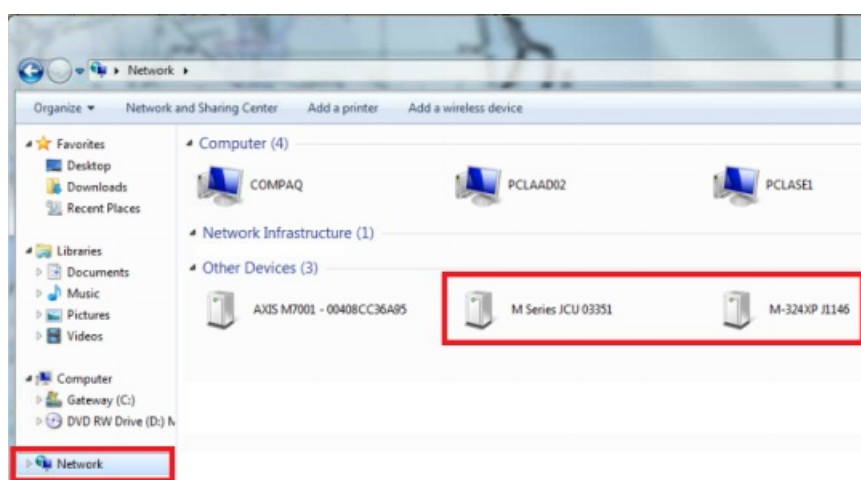 Network
Organize Network and Sharing Center Add a printer Add a wireless device
Favorites
Desktop
Downloads
Recent Places
Libraries
Documents
Music
Pictures
Videos
Computer
Gateway (C:)
DVD RW Drive (D:) M
Network
Computer (4)
COMPAQ PCLAAD02 PCLASE1
Network Infrastructure (1)
Other Devices (3)
AXIS M7001 - 00408CC36A95 M Series JCU 03351 M-324XP J1146